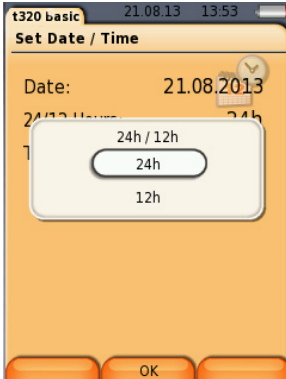 t320 basic 21.08.13 13:53
Set Date / Time
Date: 21.08.2013
24/12 Hours: 24h
24h / 12h
24h
12h
OK